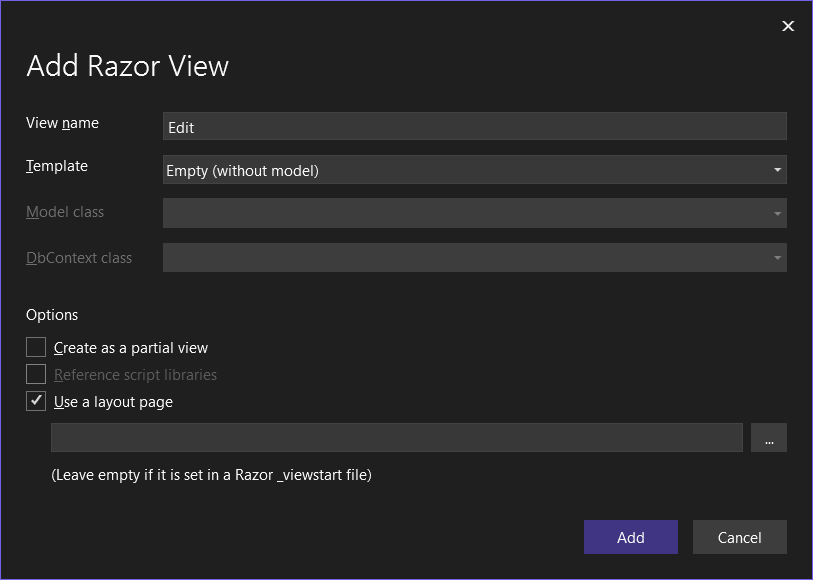 Add Razor View
View name
Edit
Template
Empty (without model)
Model class
DbContext class
Options
Create as a partial view
Reference script libraries
Use a layout page
...
(Leave empty if it is set in a Razor _viewstart file)
Add
Cancel